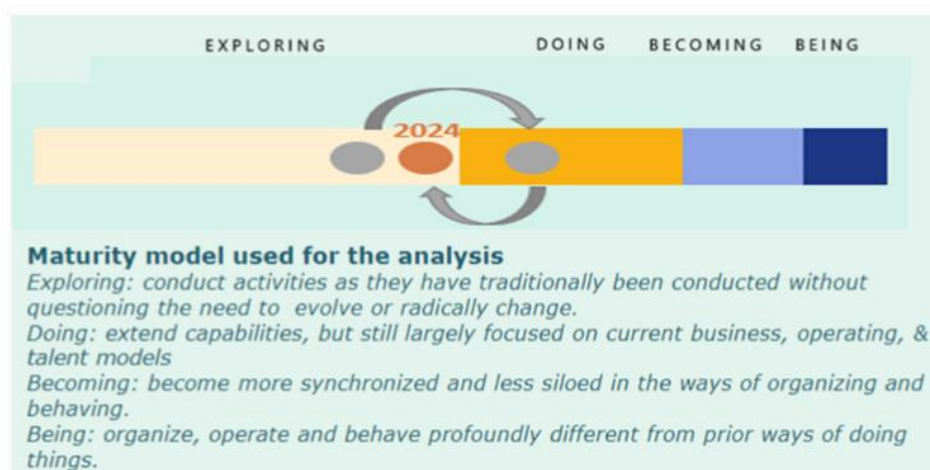 EXPLORING DOING BECOMING BEING
2024
Maturity model used for the analysis
Exploring: conduct activities as they have traditionally been conducted without
questioning the need to evolve or radically change.
Doing: extend capabilities, but still largely focused on current business, operating, &
talent models
Becoming: become more synchronized and less siloed in the ways of organizing and
behaving.
Being: organize, operate and behave profoundly different from prior ways of doing
things.